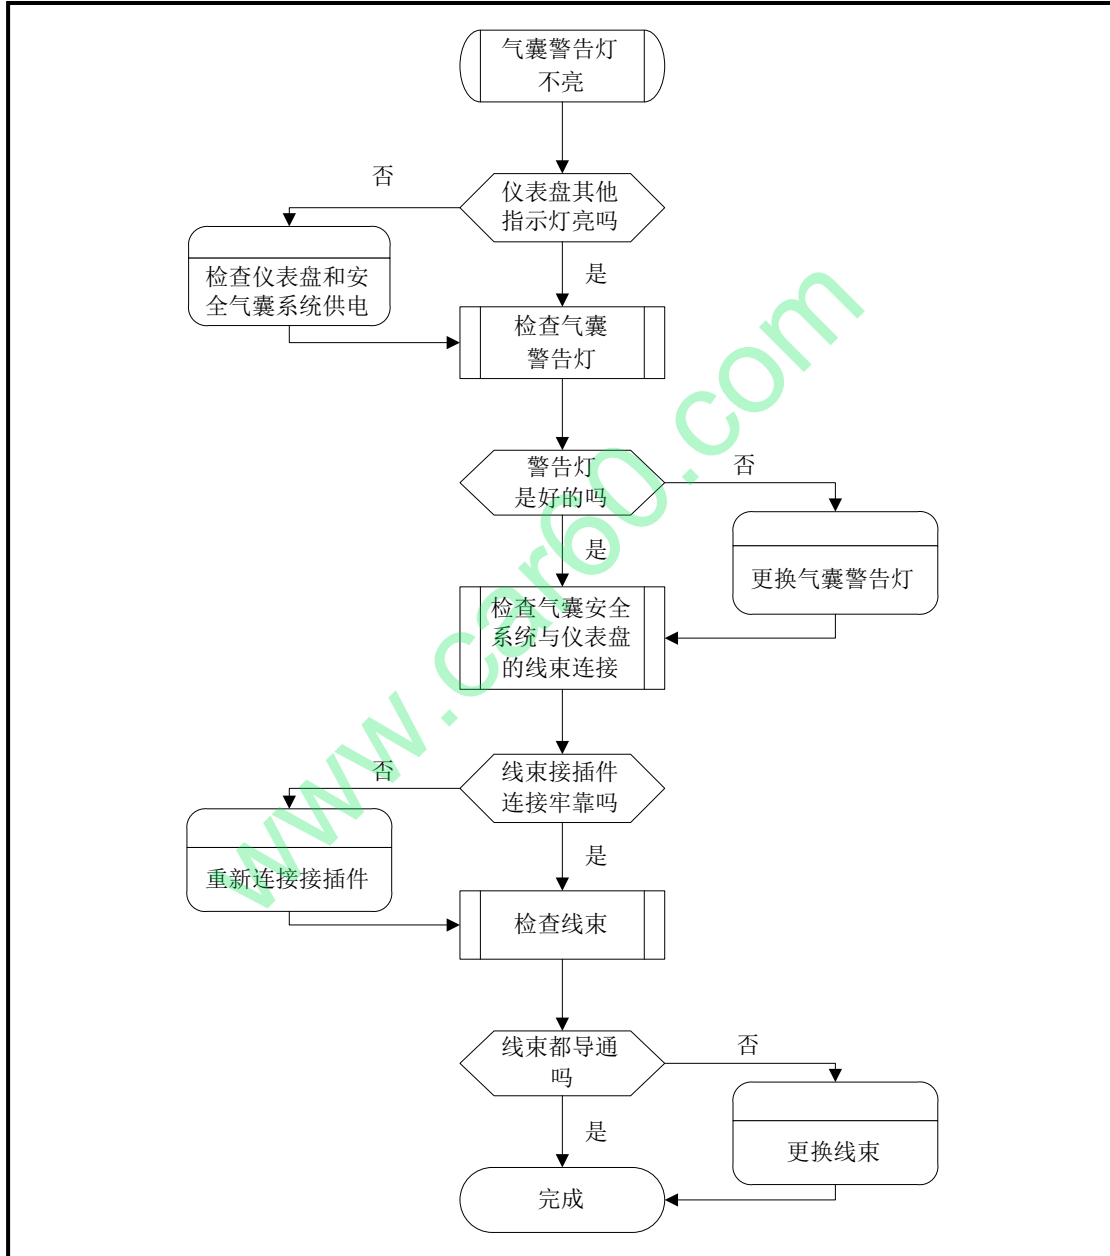 气囊警告灯
不亮
否
仪表盘其他
指示灯亮吗
检查仪表盘和安
全气囊系统供电
是
检查气囊
警告灯
警告灯
是好的吗
否
是
更换气囊警告灯
检查气囊安全
系统与仪表盘
的线束连接
否
线束接插件
连接牢靠吗
是
重新连接接插件
检查线束
线束都导通
吗
否
是
更换线束
完成
www.car60.com